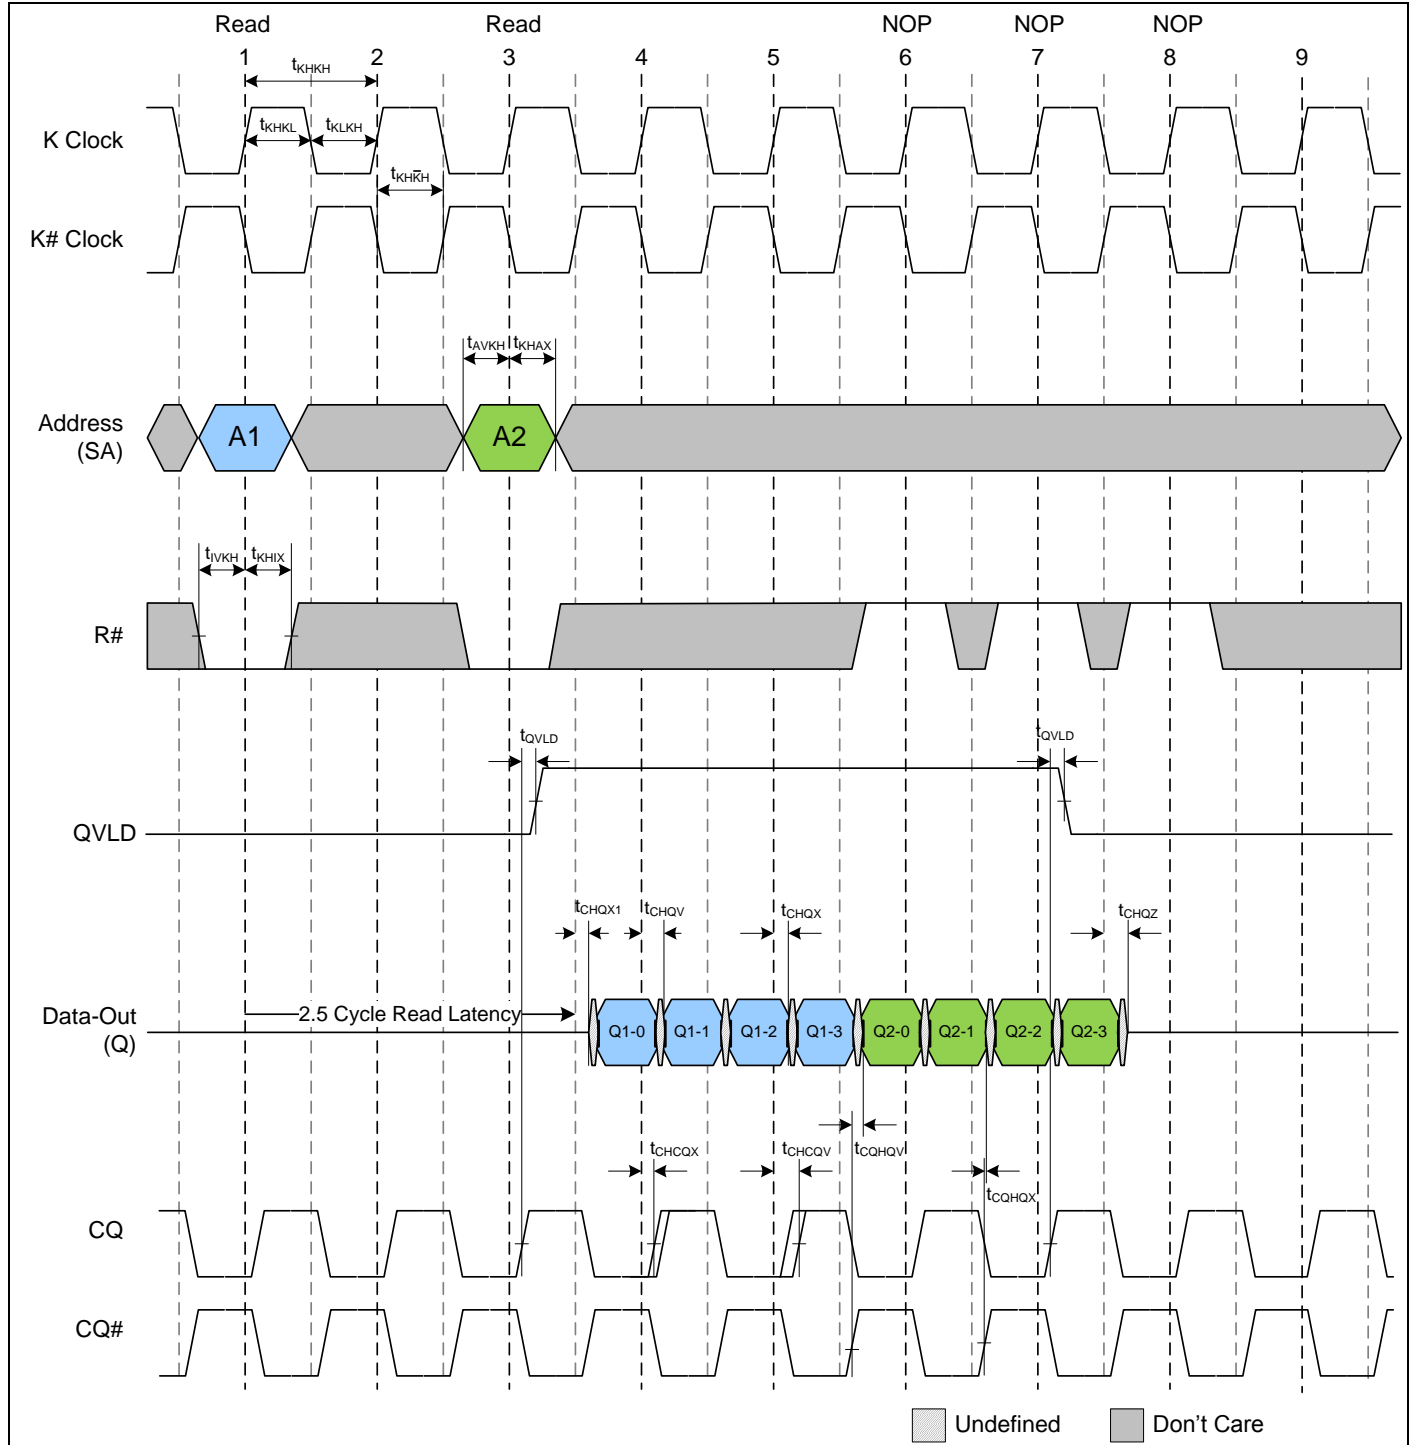 Read Read NOP NOP NOP
1 2 3 4 5 6 7 8 9
tKHKH
K Clock
tKHKL tKLKH
tKHK̄H
K# Clock
tAVKH tKHAX
Address
(SA)
A1 A2
tIVKH tKHIX
R#
tQVLD tQVLD
QVLD
tCHQX1 tCHQV tCHQX tCHQZ
Data-Out
(Q)
2.5 Cycle Read Latency
Q1-0 Q1-1 Q1-2 Q1-3 Q2-0 Q2-1 Q2-2 Q2-3
tCHCQX tCHCQV tCQHQV
tCQHQX
CQ
CQ#
Undefined Don't Care